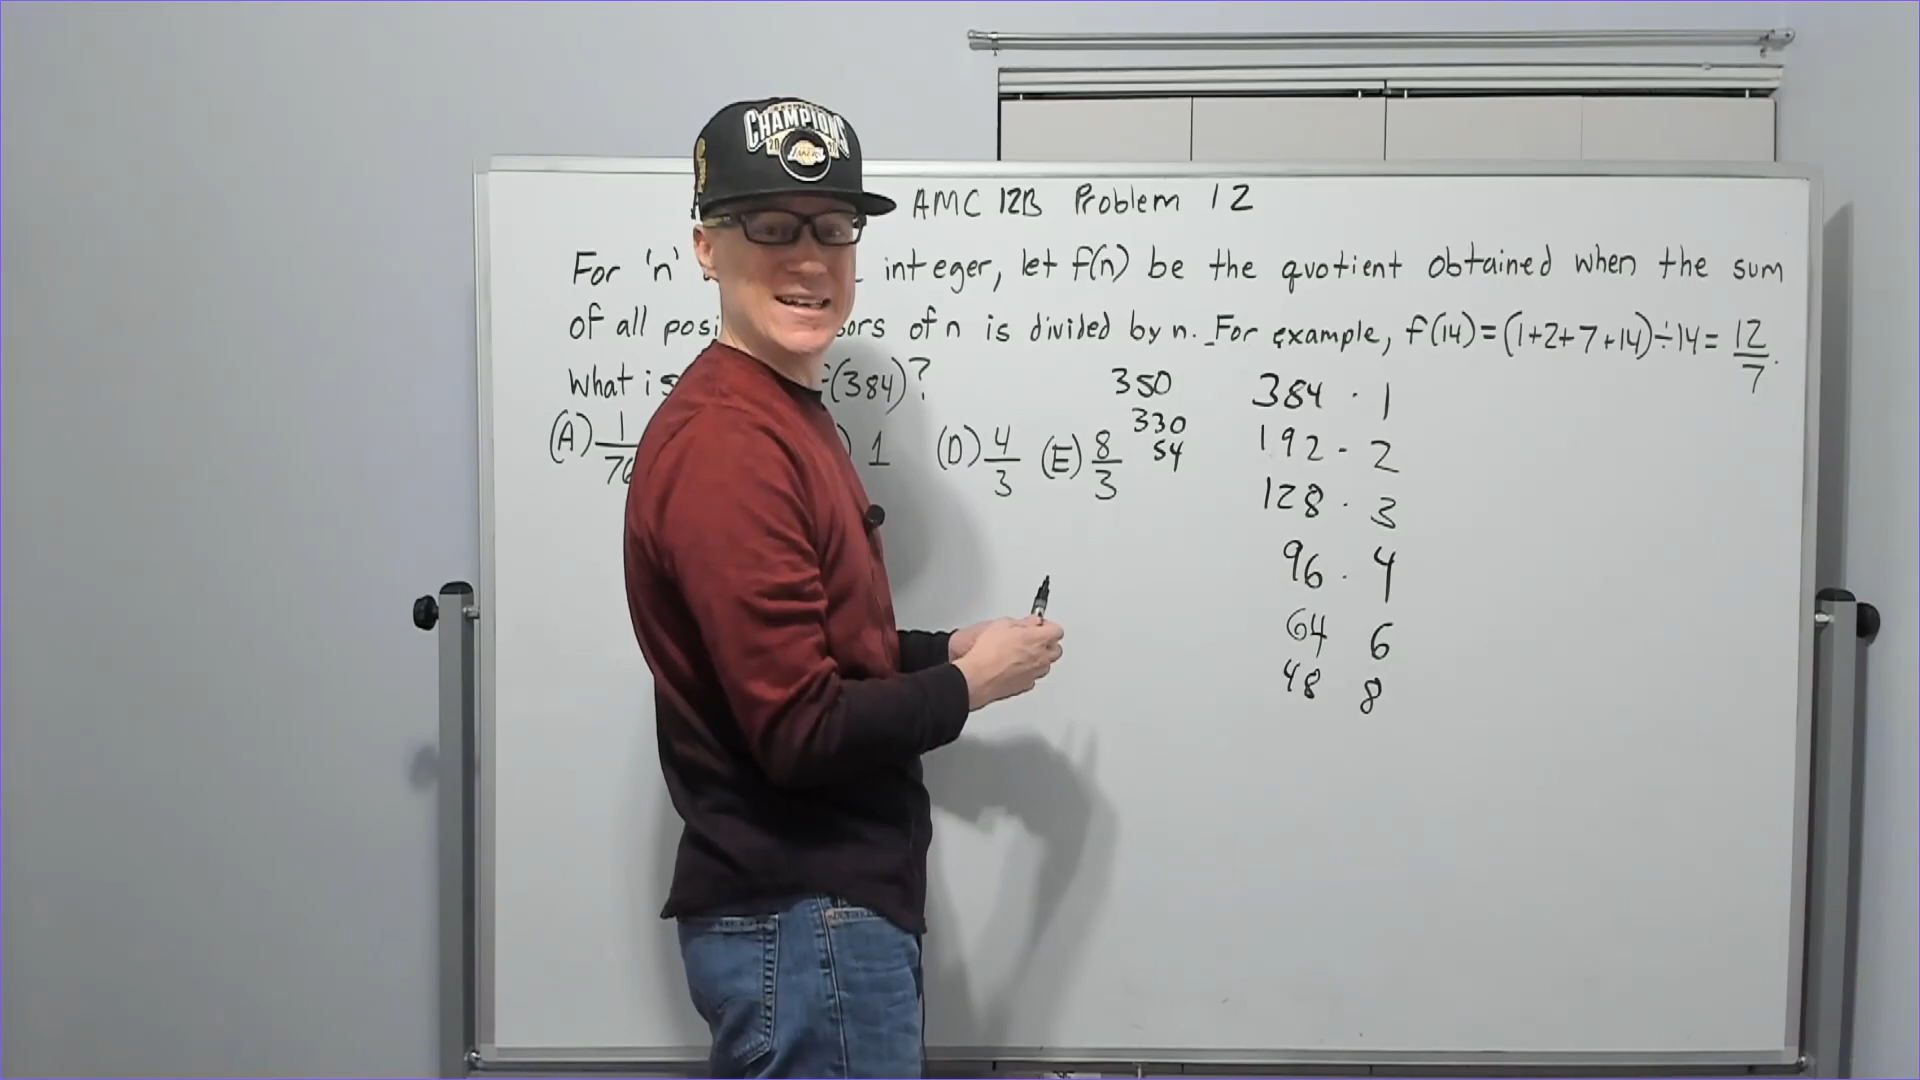 CHAMPIONS
AMC 12B Problem 12
For 'n' integer, let f(n) be the quotient obtained when the sum
of all posi sors of n is divided by n. For example, f(14)=(1+2+7+14)÷14= 12/7.
What is f(384)?
(A) 1/76 1 (D) 4/3 (E) 8/3
350
330
54
384 · 1
192 - 2
128 · 3
96 · 4
64 6
48 8